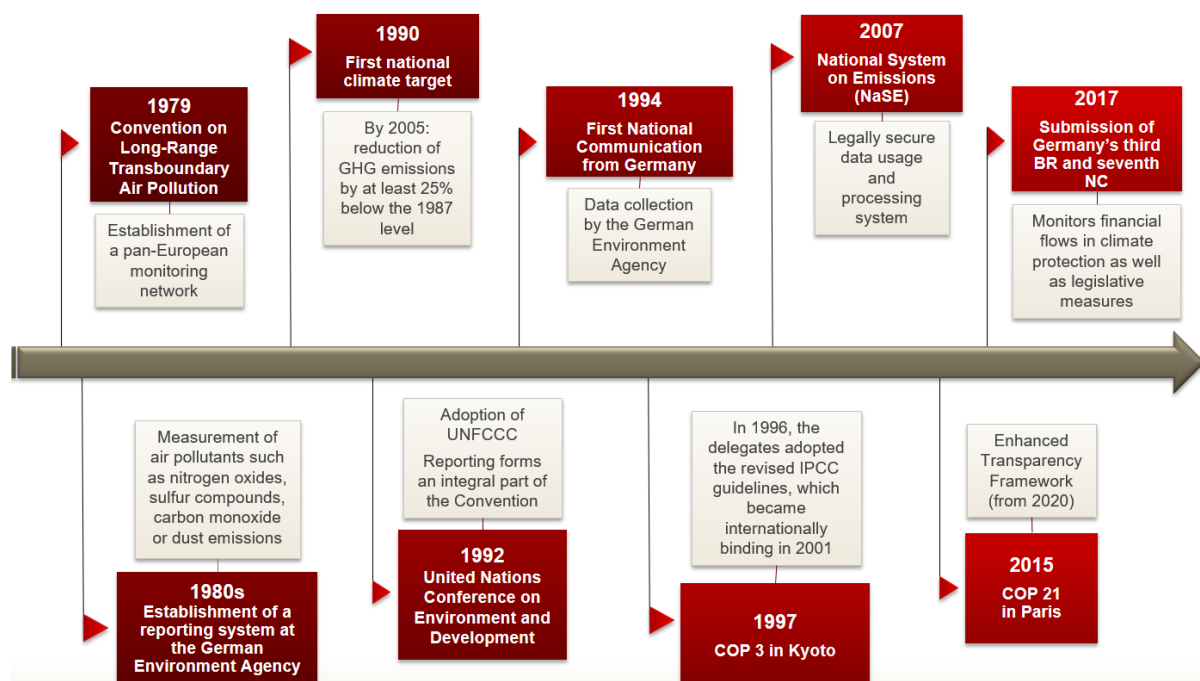 1979
Convention on
Long-Range
Transboundary
Air Pollution
Establishment of
a pan-European
monitoring
network
1990
First national
climate target
By 2005:
reduction of
GHG emissions
by at least 25%
below the 1987
level
1994
First National
Communication
from Germany
Data collection
by the German
Environment
Agency
2007
National System
on Emissions
(NaSE)
Legally secure
data usage
and
processing
system
2017
Submission of
Germany's third
BR and seventh
NC
Monitors financial
flows in climate
protection as well
as legislative
measures
Measurement of
air pollutants such
as nitrogen oxides,
sulfur compounds,
carbon monoxide
or dust emissions
1980s
Establishment of a
reporting system at
the German
Environment Agency
Adoption of
UNFCCC
Reporting forms
an integral part of
the Convention
1992
United Nations
Conference on
Environment and
Development
In 1996, the
delegates adopted
the revised IPCC
guidelines, which
became
internationally
binding in 2001
1997
COP 3 in Kyoto
Enhanced
Transparency
Framework
(from 2020)
2015
COP 21
in Paris